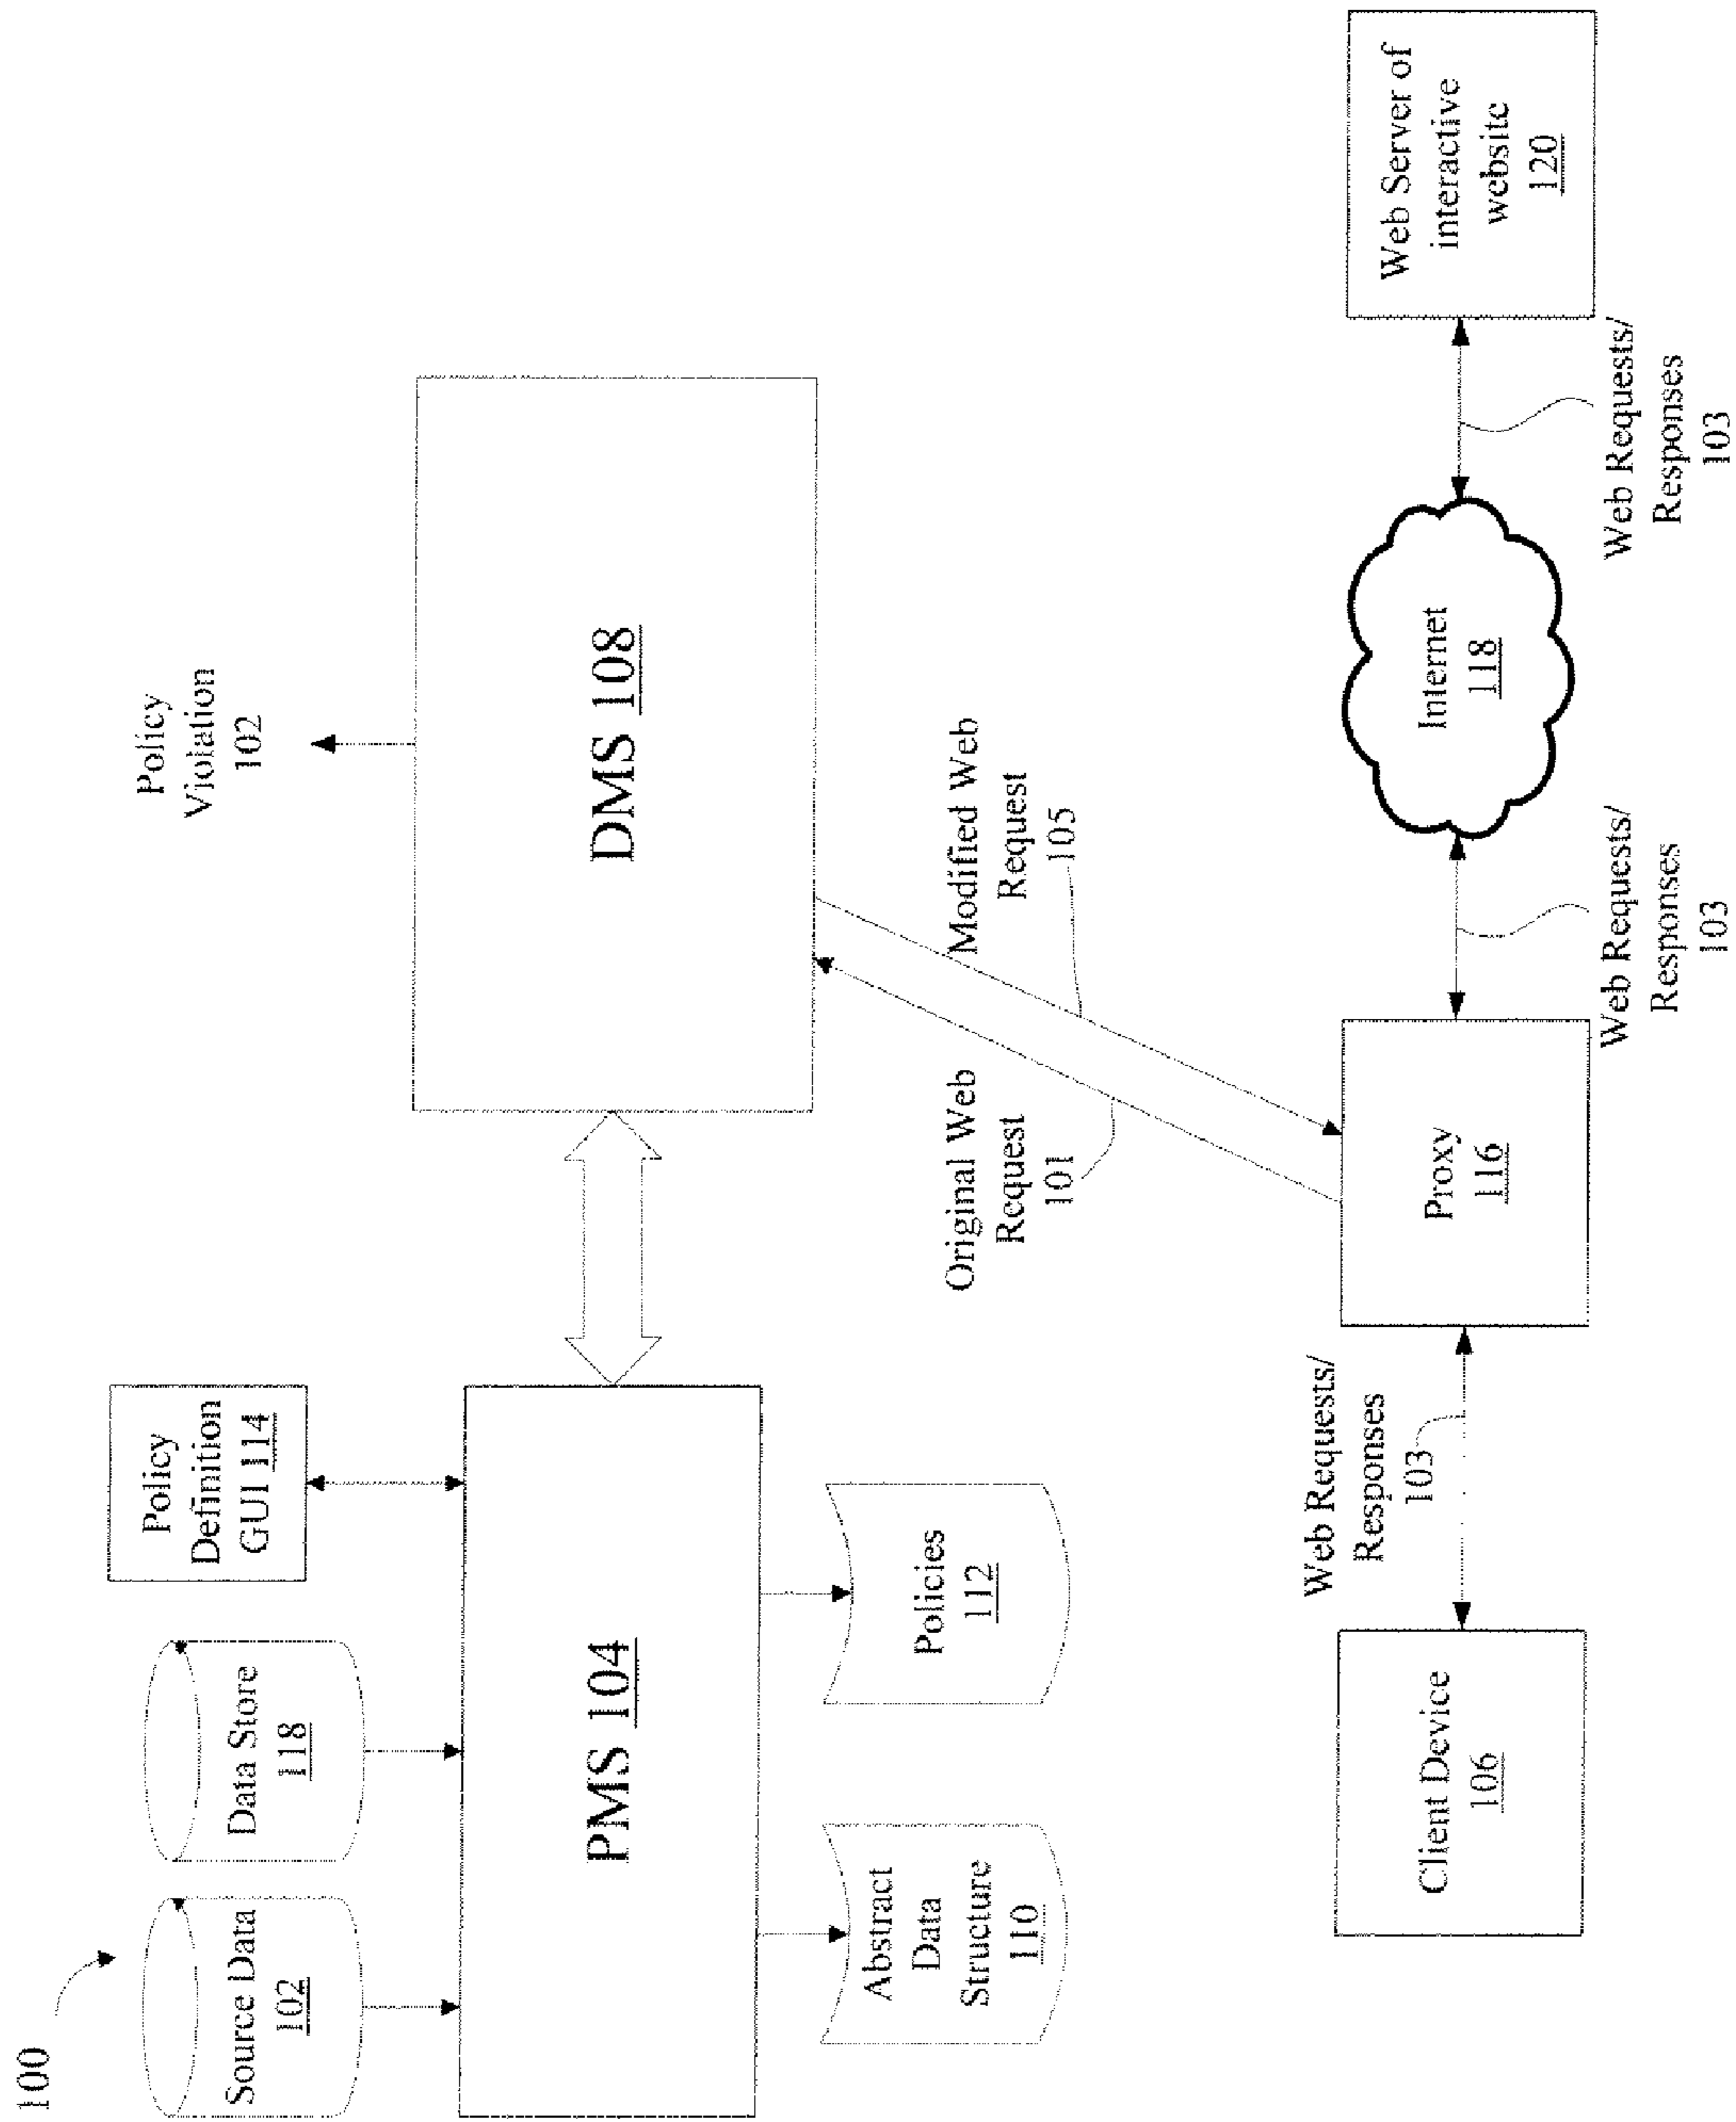 100
Source Data
102
Data Store
118
Policy
Definition
GUI 114
Policy
Violation
102
PMS 104
DMS 108
Abstract
Data
Structure
110
Policies
112
Original Web
Request
101
Modified Web
Request
105
Client Device
106
Web Requests/
Responses
103
Proxy
116
Web Requests/
Responses
103
Internet
118
Web Requests/
Responses
103
Web Server of
interactive
website
120